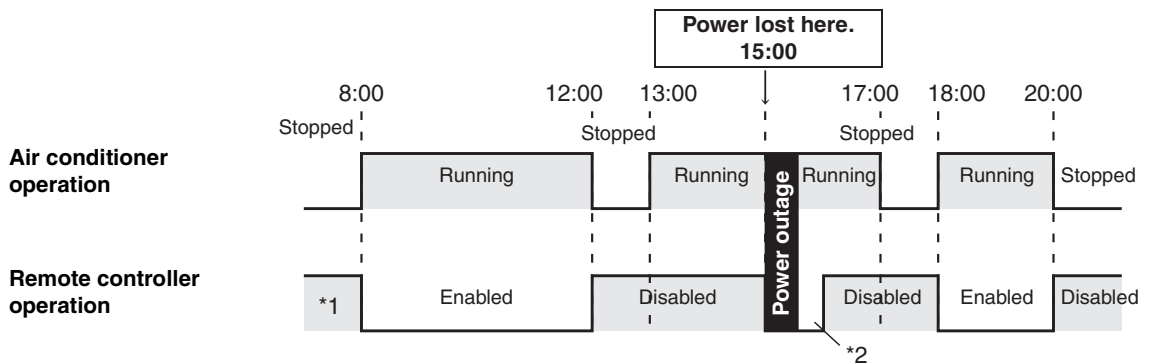 Power lost here.
15:00
8:00 12:00 13:00 17:00 18:00 20:00
Stopped Stopped Stopped
Air conditioner
operation
Running Running Running Running Stopped
Power outage
Remote controller
operation
*1 Enabled Disabled Disabled Enabled Disabled
*2